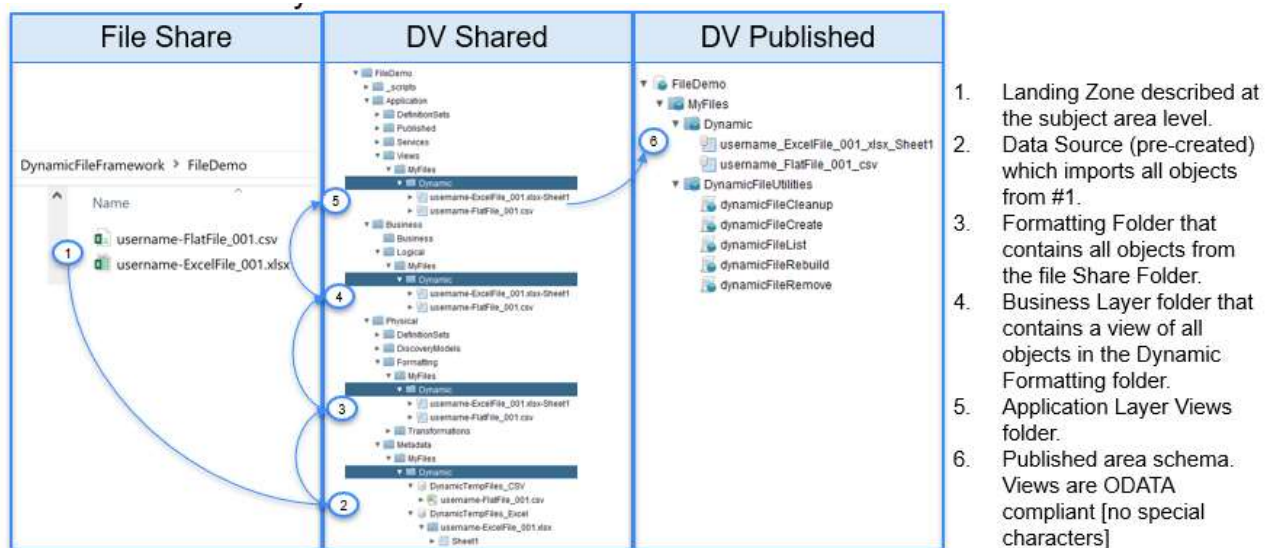 File Share
DynamicFileFramework > FileDemo
Name
username-FlatFile_001.csv
username-ExcelFile_001.xlsx
1
DV Shared
FileDemo
_scripts
Application
DefinitionSets
Published
Services
Views
MyFiles
Dynamic
username-ExcelFile_001.xlsx-Sheet1
username-FlatFile_001.csv
5
Business
Business
Logical
MyFiles
Dynamic
username-ExcelFile_001.xlsx-Sheet1
username-FlatFile_001.csv
4
Physical
DefinitionSets
DiscoveryModels
Formatting
MyFiles
Dynamic
username-ExcelFile_001.xlsx-Sheet1
username-FlatFile_001.csv
3
Transformations
Metadata
MyFiles
Dynamic
DynamicTempFiles_CSV
username-FlatFile_001.csv
2
DynamicTempFiles_Excel
username-ExcelFile_001.xlsx
Sheet1
DV Published
FileDemo
MyFiles
Dynamic
6
username_ExcelFile_001_xlsx_Sheet1
username_FlatFile_001_csv
DynamicFileUtilities
dynamicFileCleanup
dynamicFileCreate
dynamicFileList
dynamicFileRebuild
dynamicFileRemove
1. Landing Zone described at
the subject area level.
2. Data Source (pre-created)
which imports all objects
from #1.
3. Formatting Folder that
contains all objects from
the file Share Folder.
4. Business Layer folder that
contains a view of all
objects in the Dynamic
Formatting folder.
5. Application Layer Views
folder.
6. Published area schema.
Views are ODATA
compliant [no special
characters]